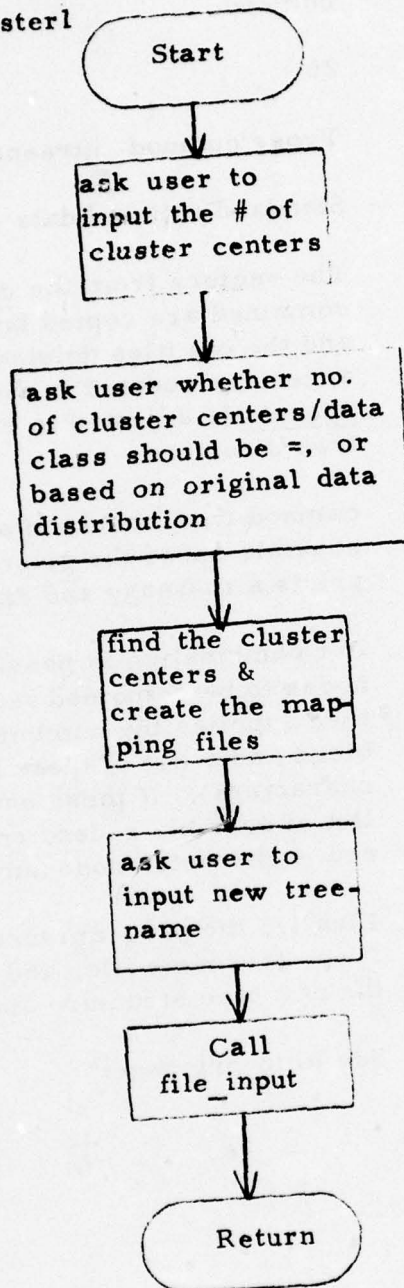 sterl
Start
ask user to
input the # of
cluster centers
ask user whether no.
of cluster centers/data
class should be =, or
based on original data
distribution
find the cluster
centers &
create the map-
ping files
ask user to
input new tree-
name
Call
file_input
Return